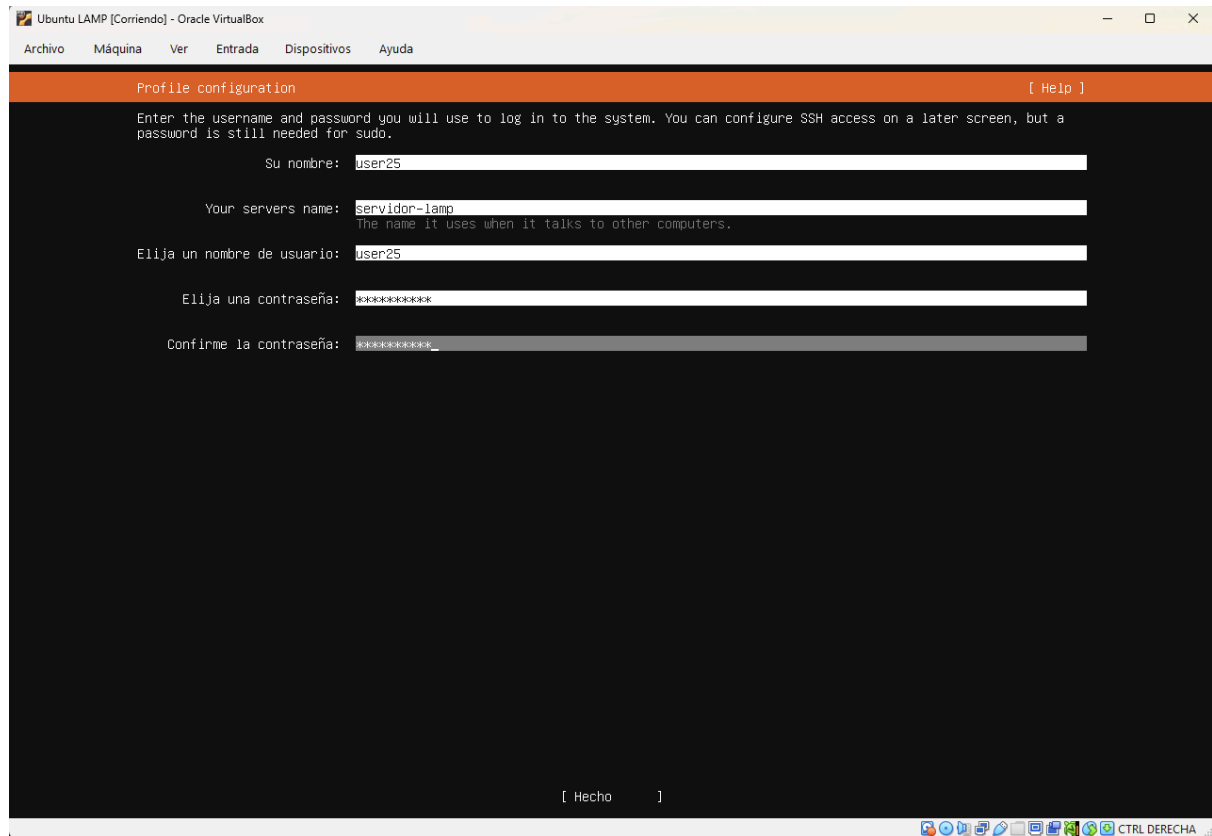 Ubuntu LAMP [Corriendo] - Oracle VirtualBox
Archivo Máquina Ver Entrada Dispositivos Ayuda
Profile configuration [ Help ]
Enter the username and password you will use to log in to the system. You can configure SSH access on a later screen, but a
password is still needed for sudo.
Su nombre: user25
Your servers name: servidor-lamp
The name it uses when it talks to other computers.
Elija un nombre de usuario: user25
Elija una contraseña: **********
Confirme la contraseña: **********_
[ Hecho ]
CTRL DERECHA